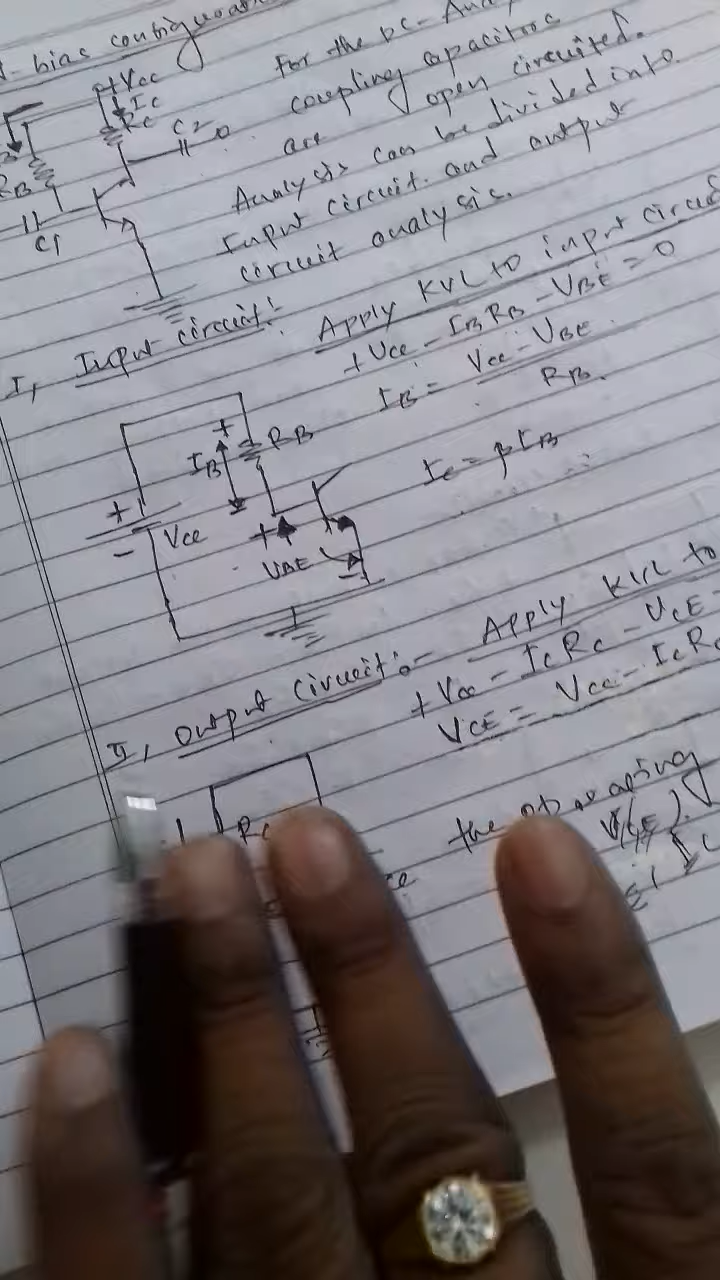 -bias configuration
For the DC-
+Vcc
Ic
Rc
C2
RB
C1
coupling capacitors
are open circuited.
Analysis can be divided into
Input circuit and output
circuit analysis.
I, Input circuit:
Apply KVL to input circui
+Vcc - IBRB - VBE = 0
IB = Vcc - VBE
RB.
+
IB
RB
+
-
Vcc
+
VBE
-
Ic = βIB
II, Output Circuit:-
Apply KVL to
+Vcc - IcRc - VCE
VCE = Vcc - IcRc
Rc
the operating